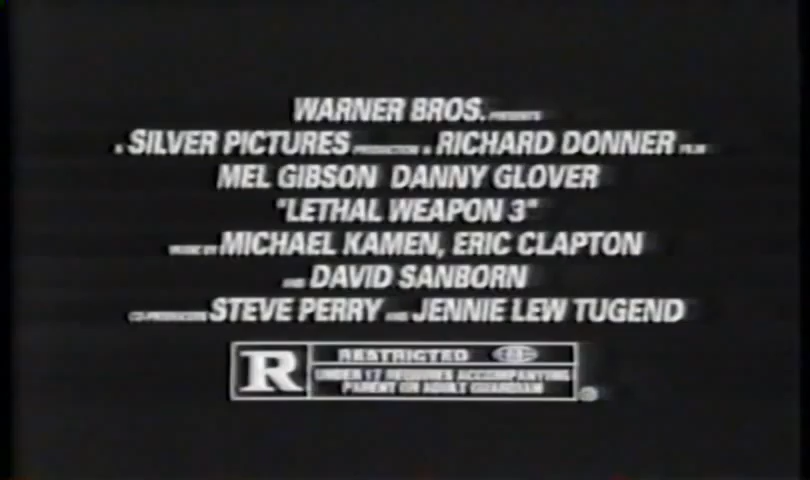 WARNER BROS. PRESENTS
A SILVER PICTURES PRODUCTION A RICHARD DONNER FILM
MEL GIBSON DANNY GLOVER
"LETHAL WEAPON 3"
MUSIC BY MICHAEL KAMEN, ERIC CLAPTON
AND DAVID SANBORN
CO-PRODUCERS STEVE PERRY AND JENNIE LEW TUGEND
R RESTRICTED
UNDER 17 REQUIRES ACCOMPANYING
PARENT OR ADULT GUARDIAN